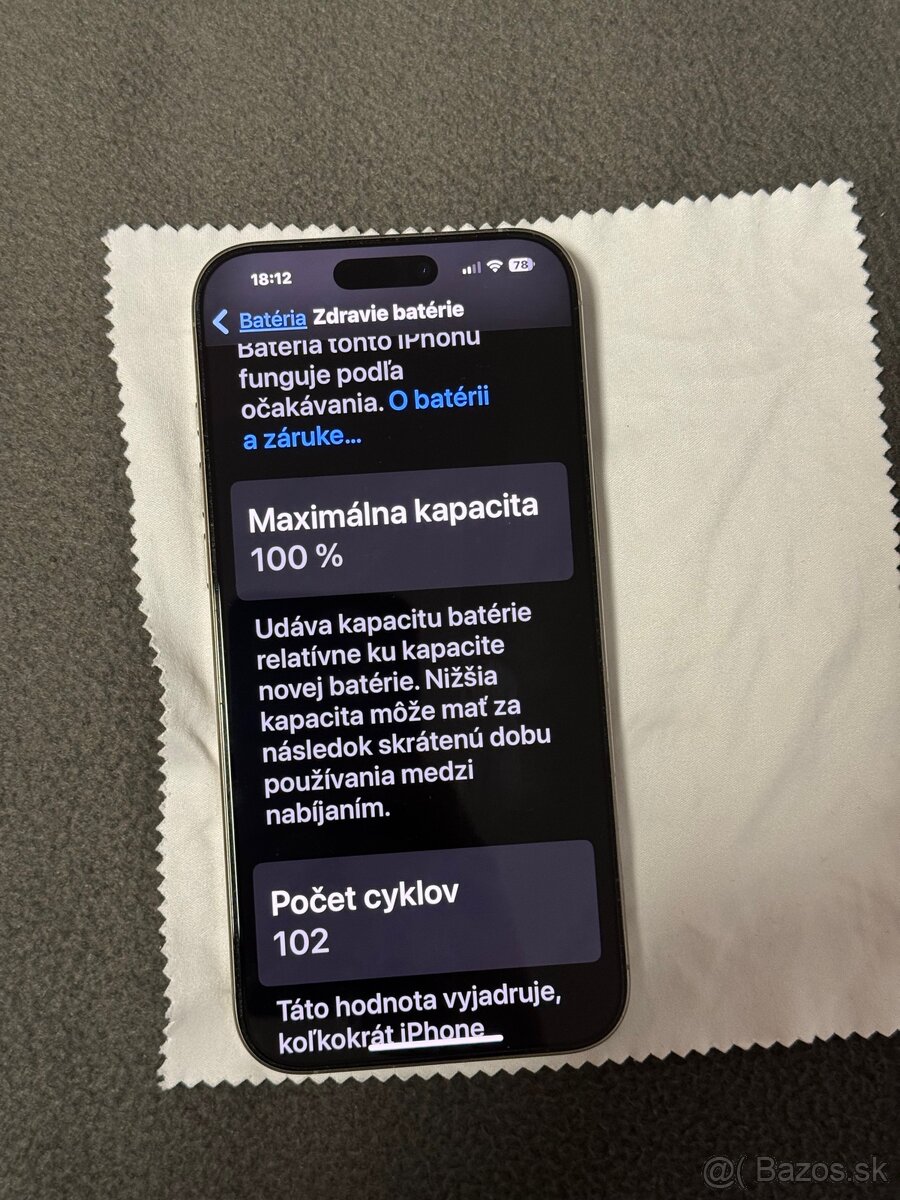 18:12
78
Batéria Zdravie batérie
Batéria tohto iPhonu
funguje podľa
očakávania. O batérii
a záruke...
Maximálna kapacita
100 %
Udáva kapacitu batérie
relatívne ku kapacite
novej batérie. Nižšia
kapacita môže mať za
následok skrátenú dobu
používania medzi
nabíjaním.
Počet cyklov
102
Táto hodnota vyjadruje,
koľkokrát iPhone
@( Bazos.sk